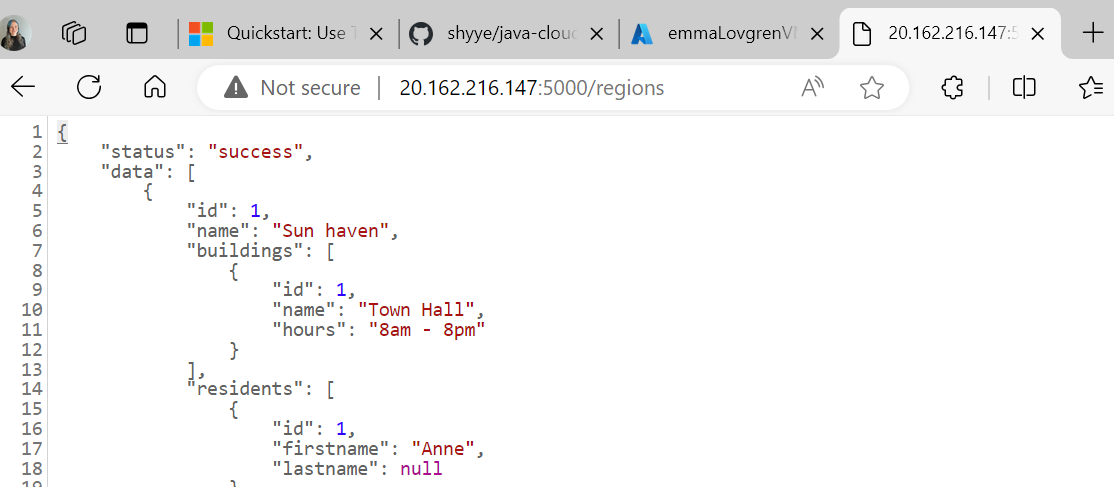 Quickstart: Use T
shyye/java-clouc
emmaLovgrenVM
20.162.216.147:5
Not secure | 20.162.216.147:5000/regions
1 {
2 "status": "success",
3 "data": [
4 {
5 "id": 1,
6 "name": "Sun haven",
7 "buildings": [
8 {
9 "id": 1,
10 "name": "Town Hall",
11 "hours": "8am - 8pm"
12 }
13 ],
14 "residents": [
15 {
16 "id": 1,
17 "firstname": "Anne",
18 "lastname": null
19 }